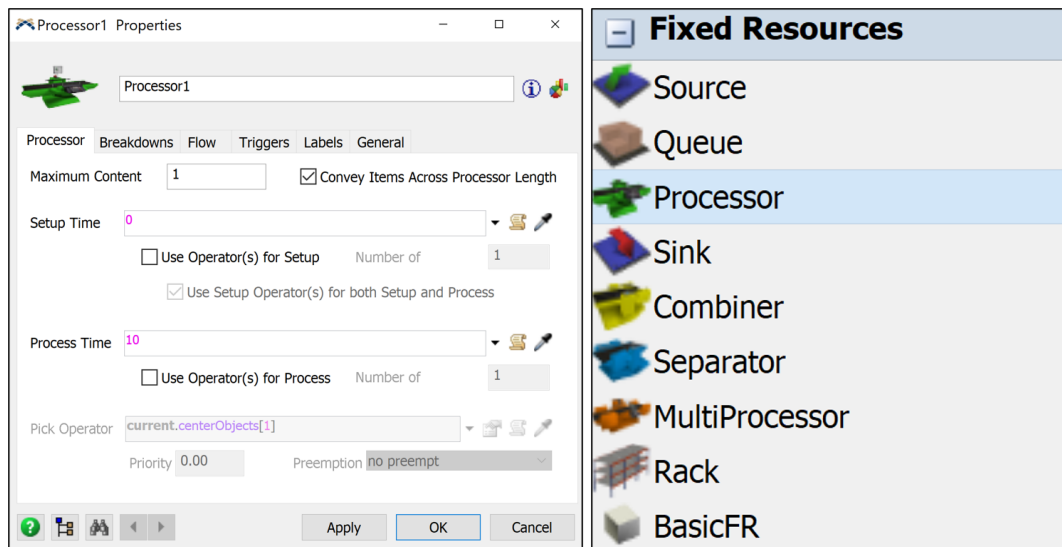 Processor1 Properties
Processor1
Processor Breakdowns Flow Triggers Labels General
Maximum Content 1 Convey Items Across Processor Length
Setup Time 0
Use Operator(s) for Setup Number of 1
Use Setup Operator(s) for both Setup and Process
Process Time 10
Use Operator(s) for Process Number of 1
Pick Operator current.centerObjects[1]
Priority 0.00 Preemption no preempt
Apply OK Cancel
Fixed Resources
Source
Queue
Processor
Sink
Combiner
Separator
MultiProcessor
Rack
BasicFR